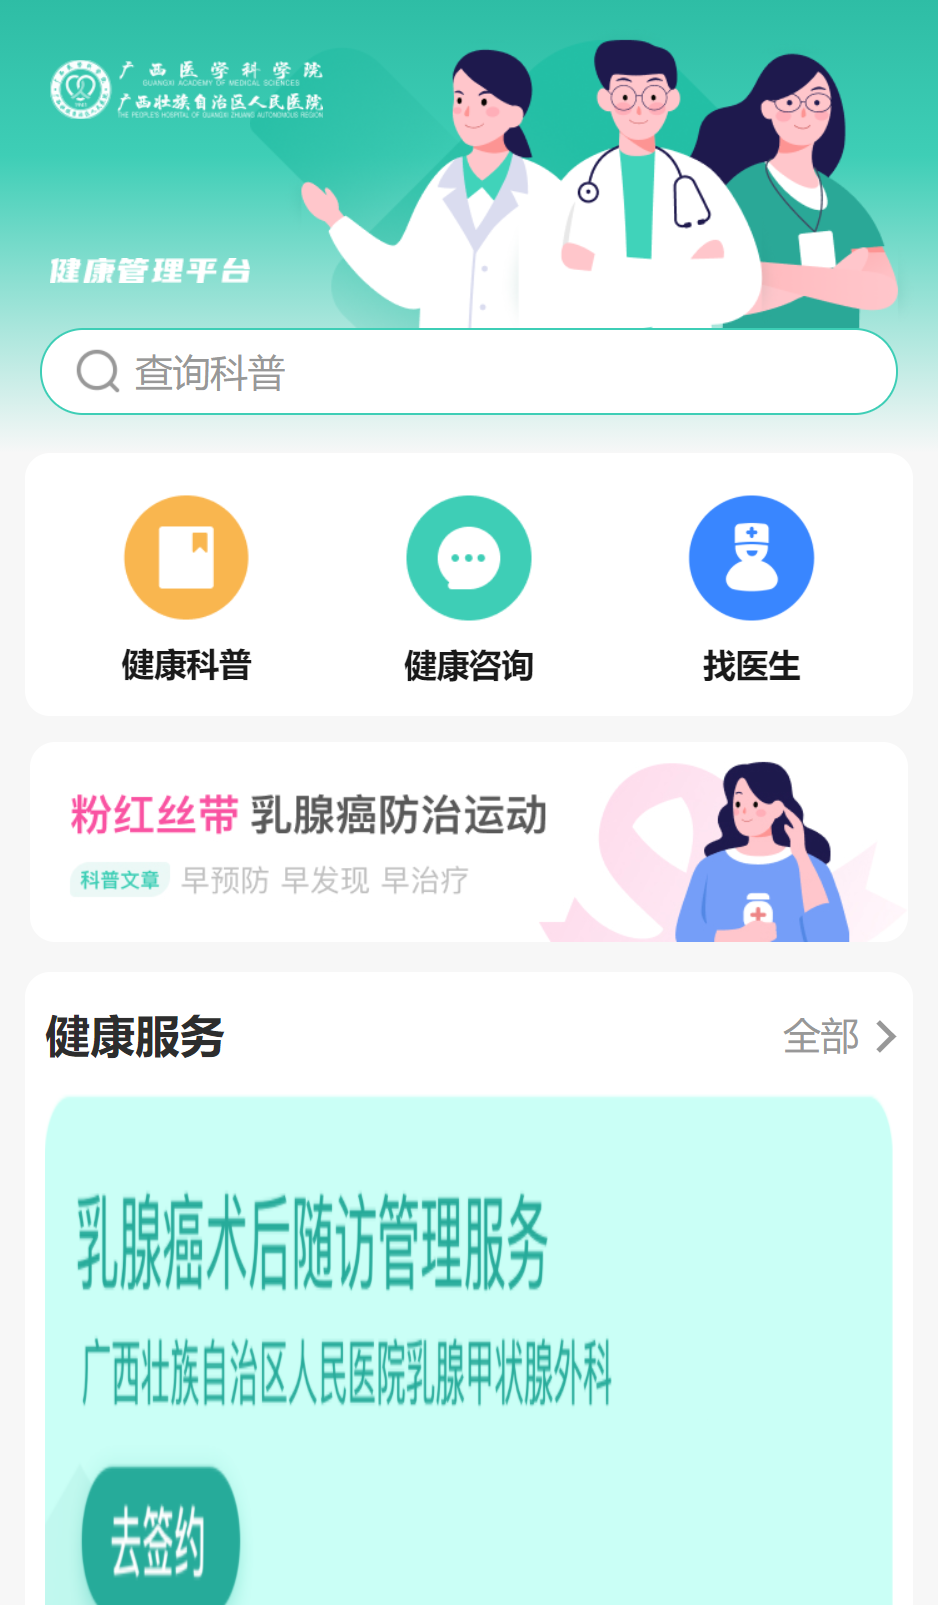 广西医学科学院
GUANGXI ACADEMY OF MEDICAL SCIENCES
广西壮族自治区人民医院
THE PEOPLE'S HOSPITAL OF GUANGXI ZHUANG AUTONOMOUS REGION
健康管理平台
查询科普
健康科普
健康咨询
找医生
粉红丝带 乳腺癌防治运动
科普文章 早预防 早发现 早治疗
健康服务
全部
乳腺癌术后随访管理服务
广西壮族自治区人民医院乳腺甲状腺外科
去签约